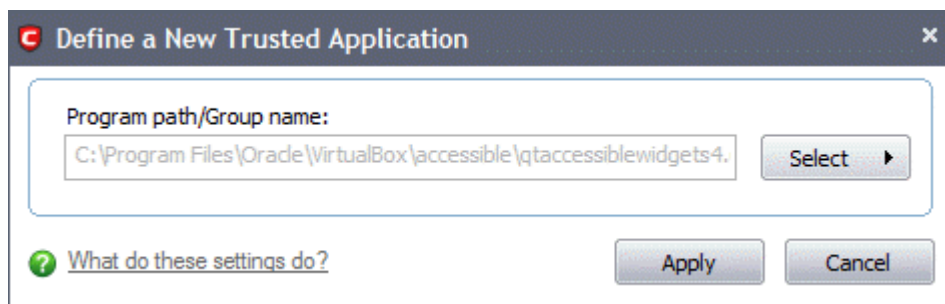 Define a New Trusted Application
Program path/Group name:
C:\Program Files\Oracle\VirtualBox\accessible\qtaccessiblewidgets4.
Select
What do these settings do?
Apply
Cancel